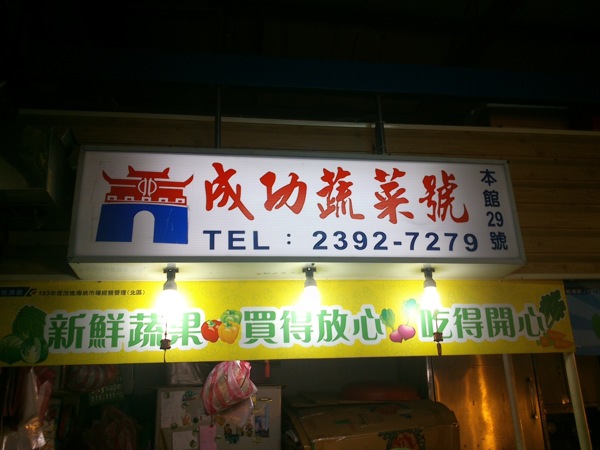 成功蔬菜號
本館29號
TEL：2392-7279
新鮮蔬果 買得放心 吃得開心